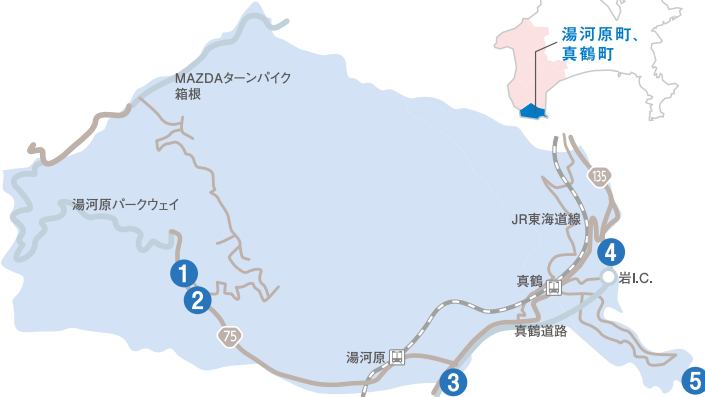 湯河原町、
真鶴町
MAZDAターンパイク
箱根
135
湯河原パークウェイ
JR東海道線
4
1
真鶴
岩I.C.
2
75
真鶴道路
湯河原
3
5